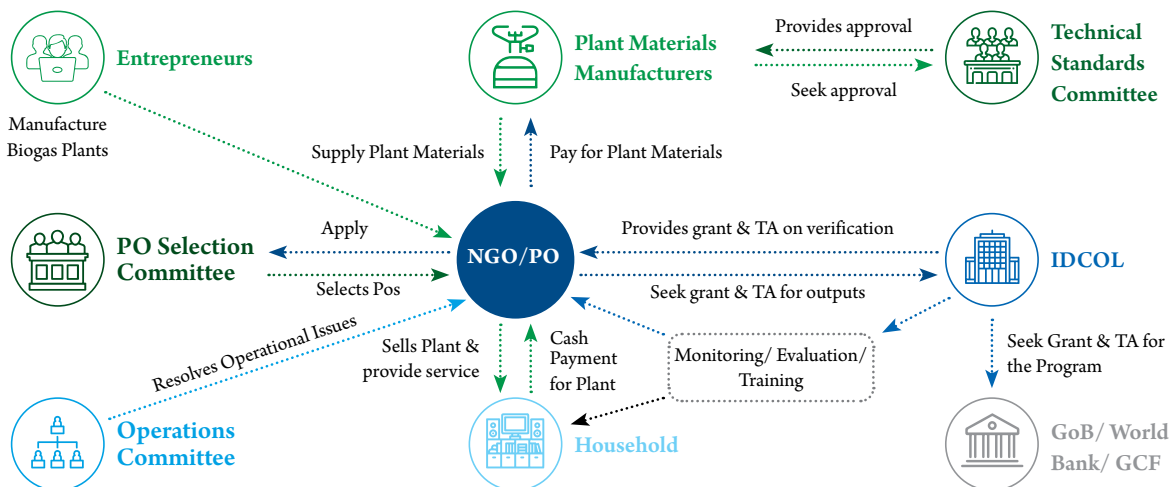 Entrepreneurs
Manufacture
Biogas Plants
Plant Materials
Manufacturers
Provides approval
Seek approval
Technical
Standards
Committee
Supply Plant Materials
Pay for Plant Materials
PO Selection
Committee
Apply
Selects Pos
NGO/PO
Provides grant & TA on verification
Seek grant & TA for outputs
IDCOL
Resolves Operational Issues
Sells Plant &
provide service
Cash
Payment
for Plant
Monitoring/ Evaluation/
Training
Seek Grant & TA for
the Program
Operations
Committee
Household
GoB/ World
Bank/ GCF